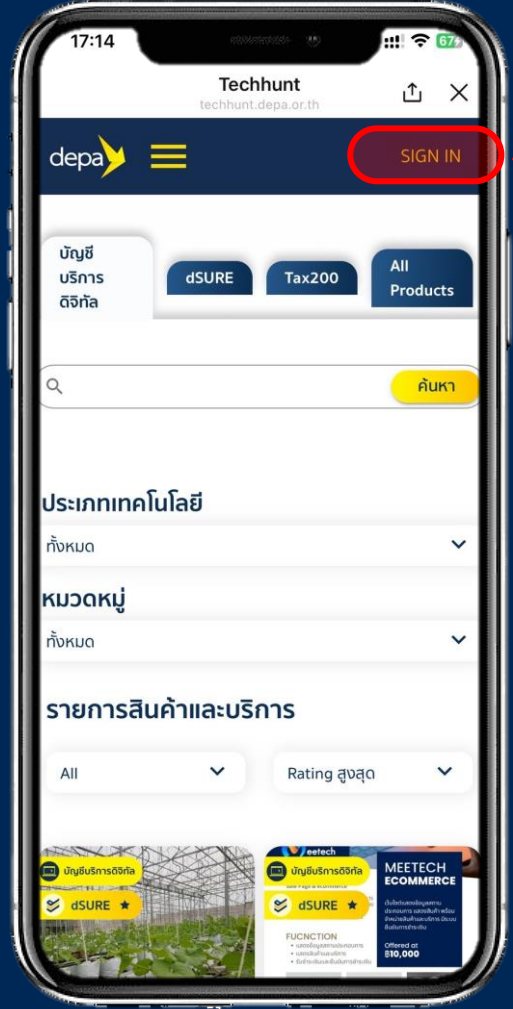 17:14
67
Techhunt
techhunt.depa.or.th
depa
SIGN IN
บัญชี
บริการ
ดิจิทัล
dSURE
Tax200
All
Products
ค้นหา
ประเภทเทคโนโลยี
ทั้งหมด
หมวดหมู่
ทั้งหมด
รายการสินค้าและบริการ
All
Rating สูงสุด
บัญชีบริการดิจิทัล
dSURE
eetech
บัญชีบริการดิจิทัล
dSURE
FUCNCTION
MEETECH
ECOMMERCE
Offered at
฿10,000